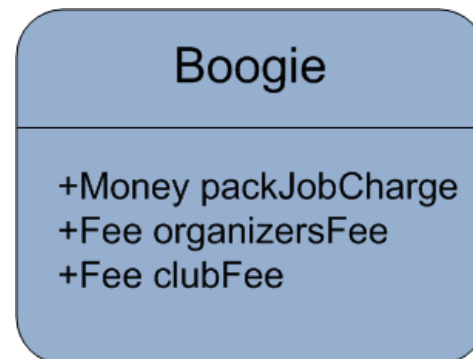 Boogie
+Money packJobCharge
+Fee organizersFee
+Fee clubFee